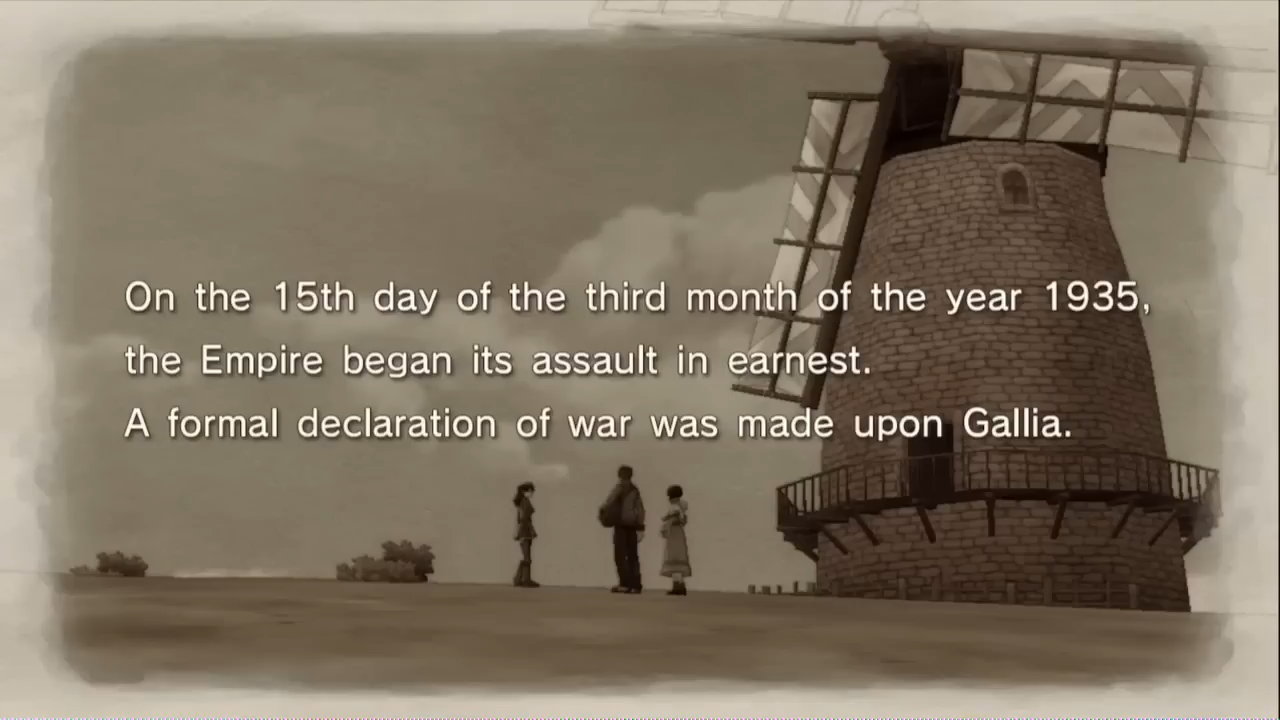 On the 15th day of the third month of the year 1935,
the Empire began its assault in earnest.
A formal declaration of war was made upon Gallia.